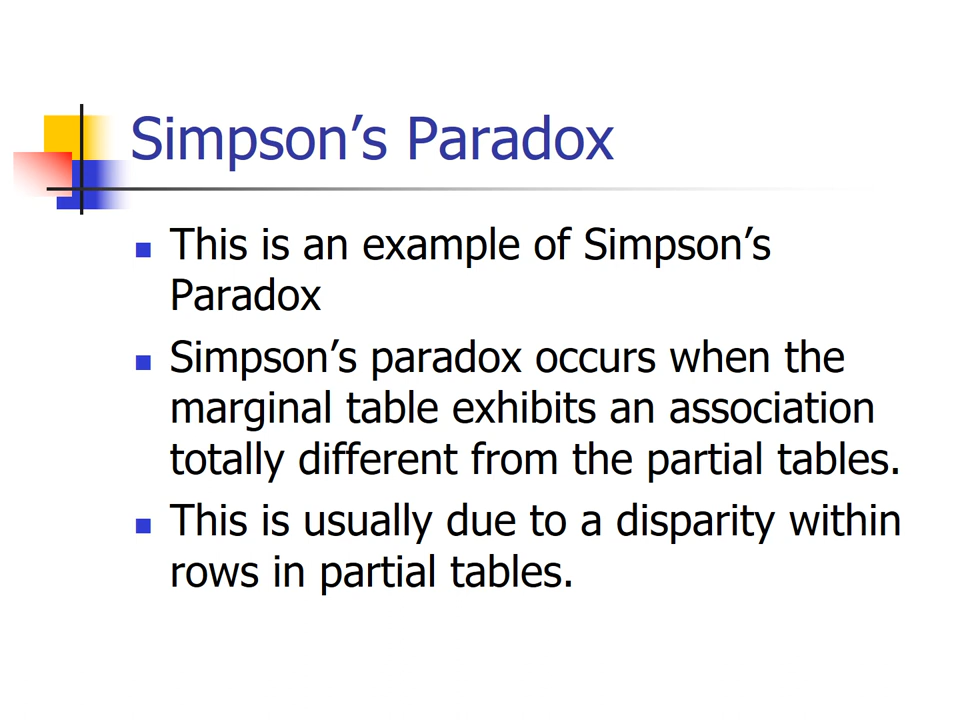 Simpson’s Paradox
This is an example of Simpson’s
Paradox
Simpson’s paradox occurs when the
marginal table exhibits an association
totally different from the partial tables.
This is usually due to a disparity within
rows in partial tables.